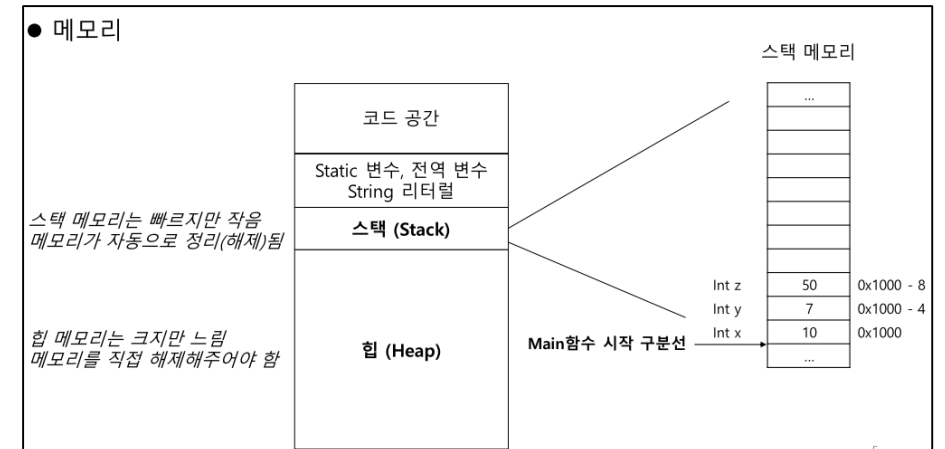 ● 메모리
스택 메모리
...
코드 공간
Static 변수, 전역 변수
String 리터럴
스택 메모리는 빠르지만 작음
메모리가 자동으로 정리(해제)됨
스택 (Stack)
Int z 50 0x1000 - 8
Int y 7 0x1000 - 4
Int x 10 0x1000
힙 메모리는 크지만 느림
메모리를 직접 해제해주어야 함
힙 (Heap)
Main함수 시작 구분선
...